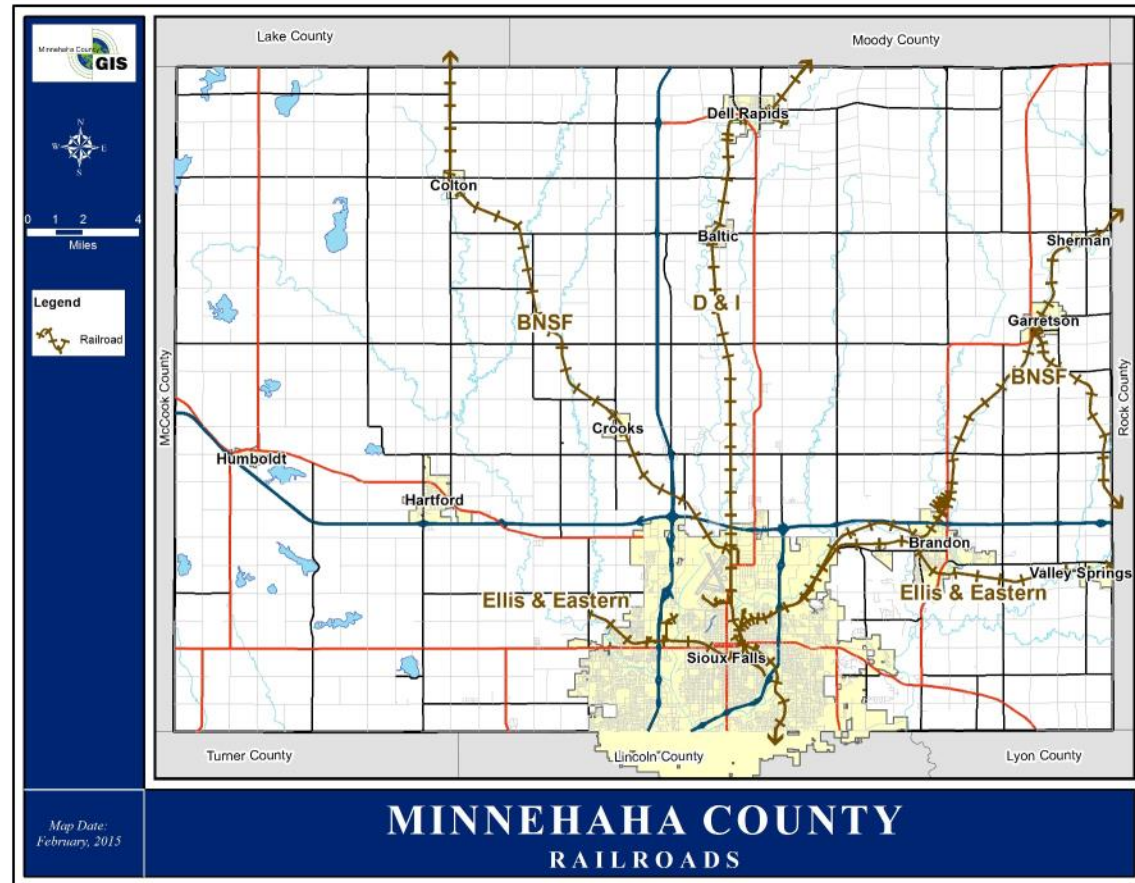 Minnehaha County
GIS
N
W
E
S
0 1 2 4
Miles
Legend
Railroad
Map Date:
February, 2015
Lake County
Moody County
McCook County
Rock County
Turner County
Lincoln County
Lyon County
Dell Rapids
Colton
Baltic
Sherman
D & I
BNSF
Garretson
BNSF
Crooks
Humboldt
Hartford
Brandon
Valley Springs
Ellis & Eastern
Ellis & Eastern
Sioux Falls
MINNEHAHA COUNTY
RAILROADS